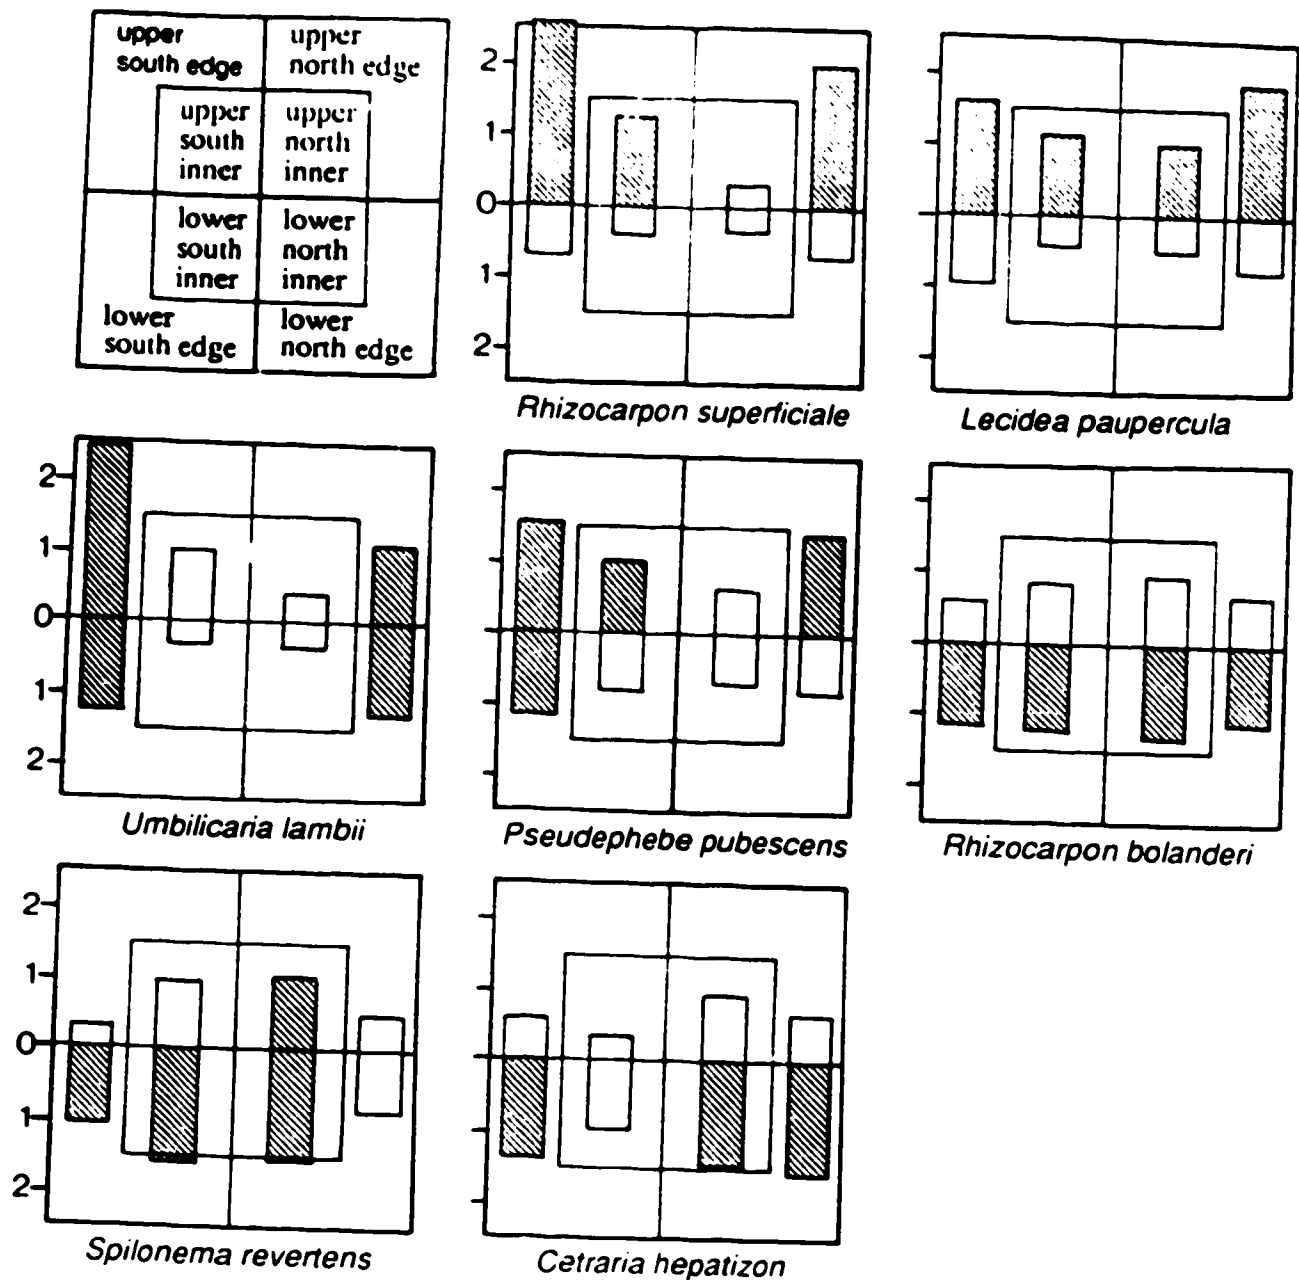 upper
south edge
upper
north edge
upper
south
inner
upper
north
inner
lower
south
inner
lower
north
inner
lower
south edge
lower
north edge
2
1
0
1
2
Rhizocarpon superficiale
Lecidea paupercula
2
1
0
1
2
Umbilicaria lambii
Pseudephebe pubescens
Rhizocarpon bolanderi
2
1
0
1
2
Spilonema revertens
Cetraria hepatizon